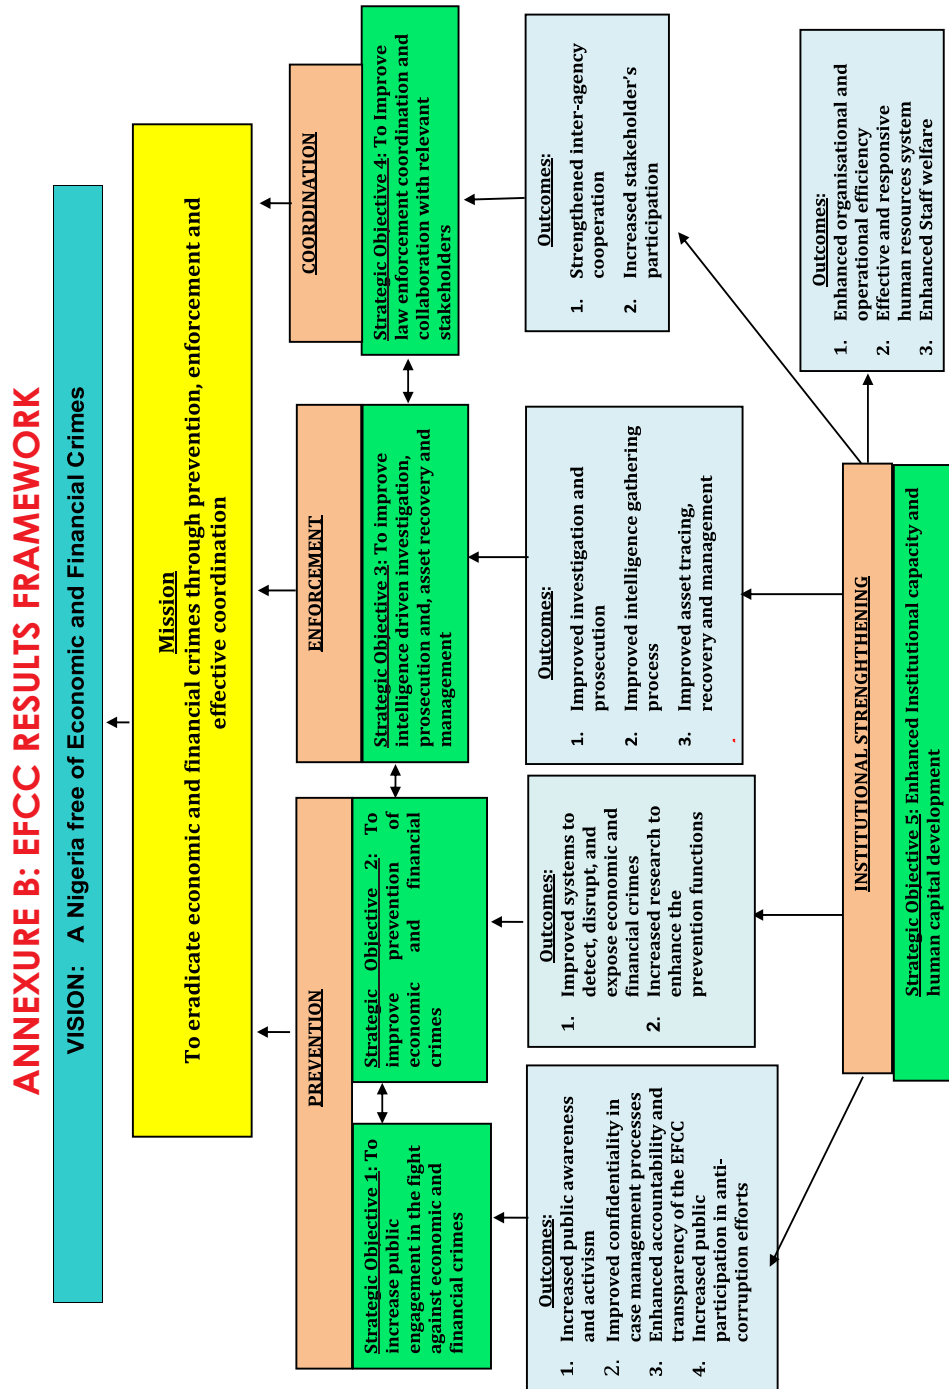 ANNEXURE B: EFCC RESULTS FRAMEWORK
VISION: A Nigeria free of Economic and Financial Crimes
Mission
To eradicate economic and financial crimes through prevention, enforcement and
effective coordination
PREVENTION
Strategic Objective 1: To
increase public
engagement in the fight
against economic and
financial crimes
Strategic Objective 2: To
improve prevention of
economic and financial
crimes
ENFORCEMENT
Strategic Objective 3: To improve
intelligence driven investigation,
prosecution and, asset recovery and
management
COORDINATION
Strategic Objective 4: To Improve
law enforcement coordination and
collaboration with relevant
stakeholders
Outcomes:
1. Increased public awareness
and activism
2. Improved confidentiality in
case management processes
3. Enhanced accountability and
transparency of the EFCC
4. Increased public
participation in anti-
corruption efforts
Outcomes:
1. Improved systems to
detect, disrupt, and
expose economic and
financial crimes
2. Increased research to
enhance the
prevention functions
Outcomes:
1. Improved investigation and
prosecution
2. Improved intelligence gathering
process
3. Improved asset tracing,
recovery and management
Outcomes:
1. Strengthened inter-agency
cooperation
2. Increased stakeholder's
participation
INSTITUTIONAL STRENGHTHENING
Strategic Objective 5: Enhanced Institutional capacity and
human capital development
Outcomes:
1. Enhanced organisational and
operational efficiency
2. Effective and responsive
human resources system
3. Enhanced Staff welfare